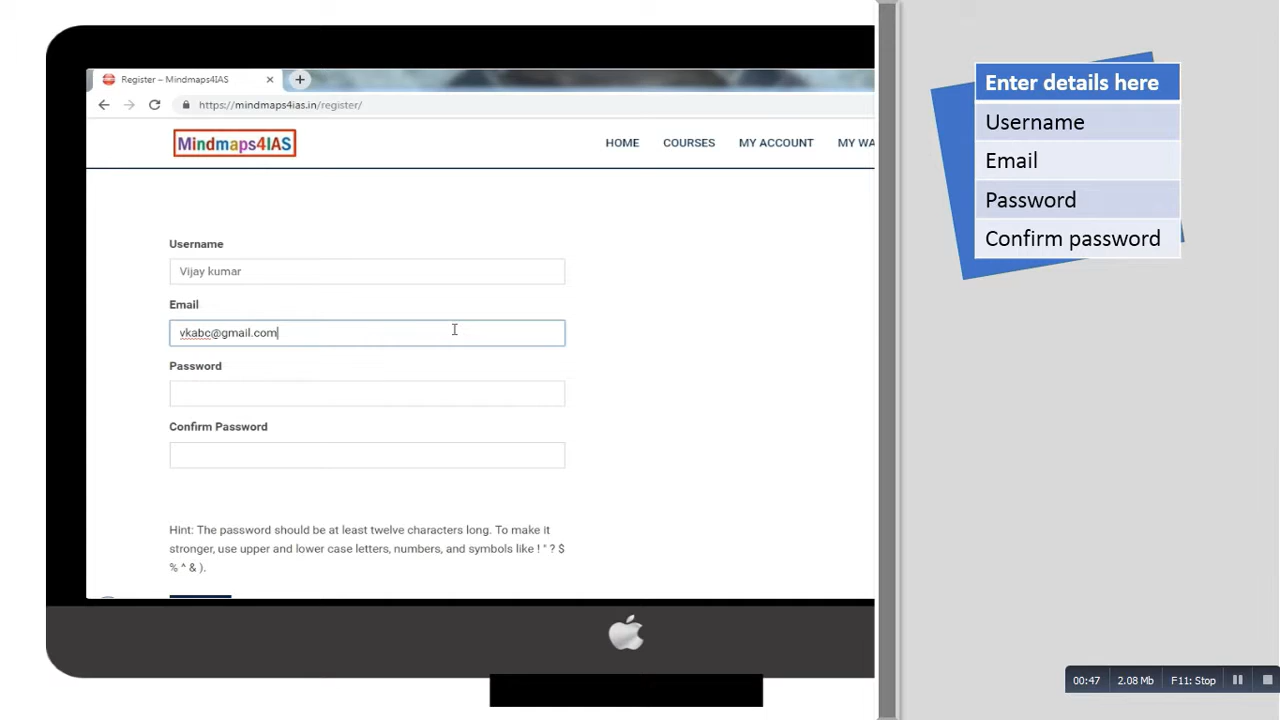 Register – Mindmaps4IAS
https://mindmaps4ias.in/register/
Mindmaps4IAS
HOME COURSES MY ACCOUNT MY WA
Username
Vijay kumar
Email
vkabc@gmail.com
Password
Confirm Password
Hint: The password should be at least twelve characters long. To make it
stronger, use upper and lower case letters, numbers, and symbols like ! " ? $
% ^ & ).
Enter details here
Username
Email
Password
Confirm password
00:47 2.08 Mb F11: Stop